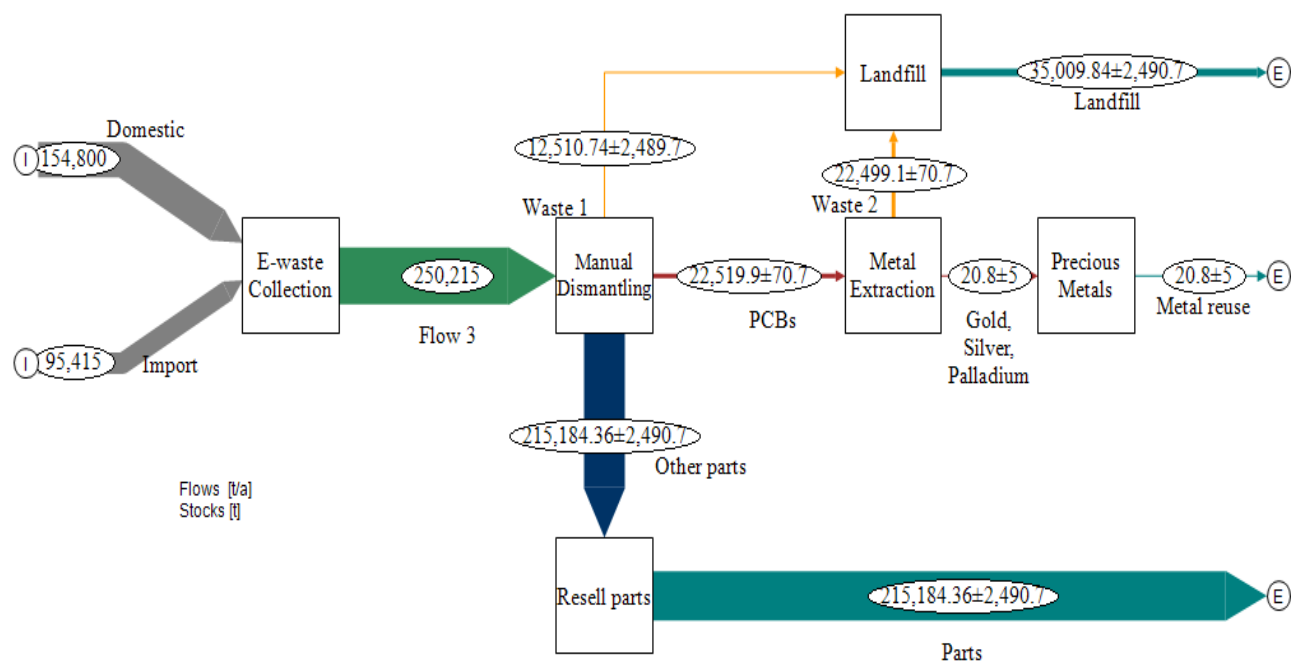 Landfill
35,009.84±2,490.7
E
Landfill
Domestic
I
154,800
12,510.74±2,489.7
22,499.1±70.7
Waste 1
Waste 2
E-waste
Collection
250,215
Flow 3
Manual
Dismantling
22,519.9±70.7
PCBs
Metal
Extraction
20.8±5
Gold,
Silver,
Palladium
Precious
Metals
20.8±5
E
Metal reuse
I
95,415
Import
215,184.36±2,490.7
Other parts
Flows [t/a]
Stocks [t]
Resell parts
215,184.36±2,490.7
E
Parts